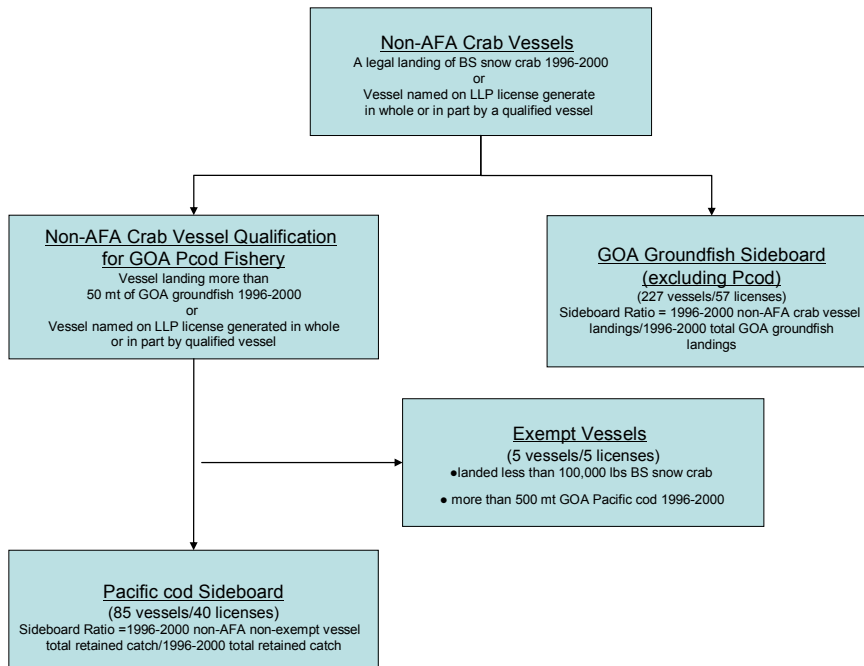 Non-AFA Crab Vessels
A legal landing of BS snow crab 1996-2000
or
Vessel named on LLP license generate
in whole or in part by a qualified vessel
Non-AFA Crab Vessel Qualification
for GOA Pcod Fishery
Vessel landing more than
50 mt of GOA groundfish 1996-2000
or
Vessel named on LLP license generated in whole
or in part by qualified vessel
GOA Groundfish Sideboard
(excluding Pcod)
(227 vessels/57 licenses)
Sideboard Ratio = 1996-2000 non-AFA crab vessel
landings/1996-2000 total GOA groundfish
landings
Exempt Vessels
(5 vessels/5 licenses)
●landed less than 100,000 lbs BS snow crab
● more than 500 mt GOA Pacific cod 1996-2000
Pacific cod Sideboard
(85 vessels/40 licenses)
Sideboard Ratio =1996-2000 non-AFA non-exempt vessel
total retained catch/1996-2000 total retained catch